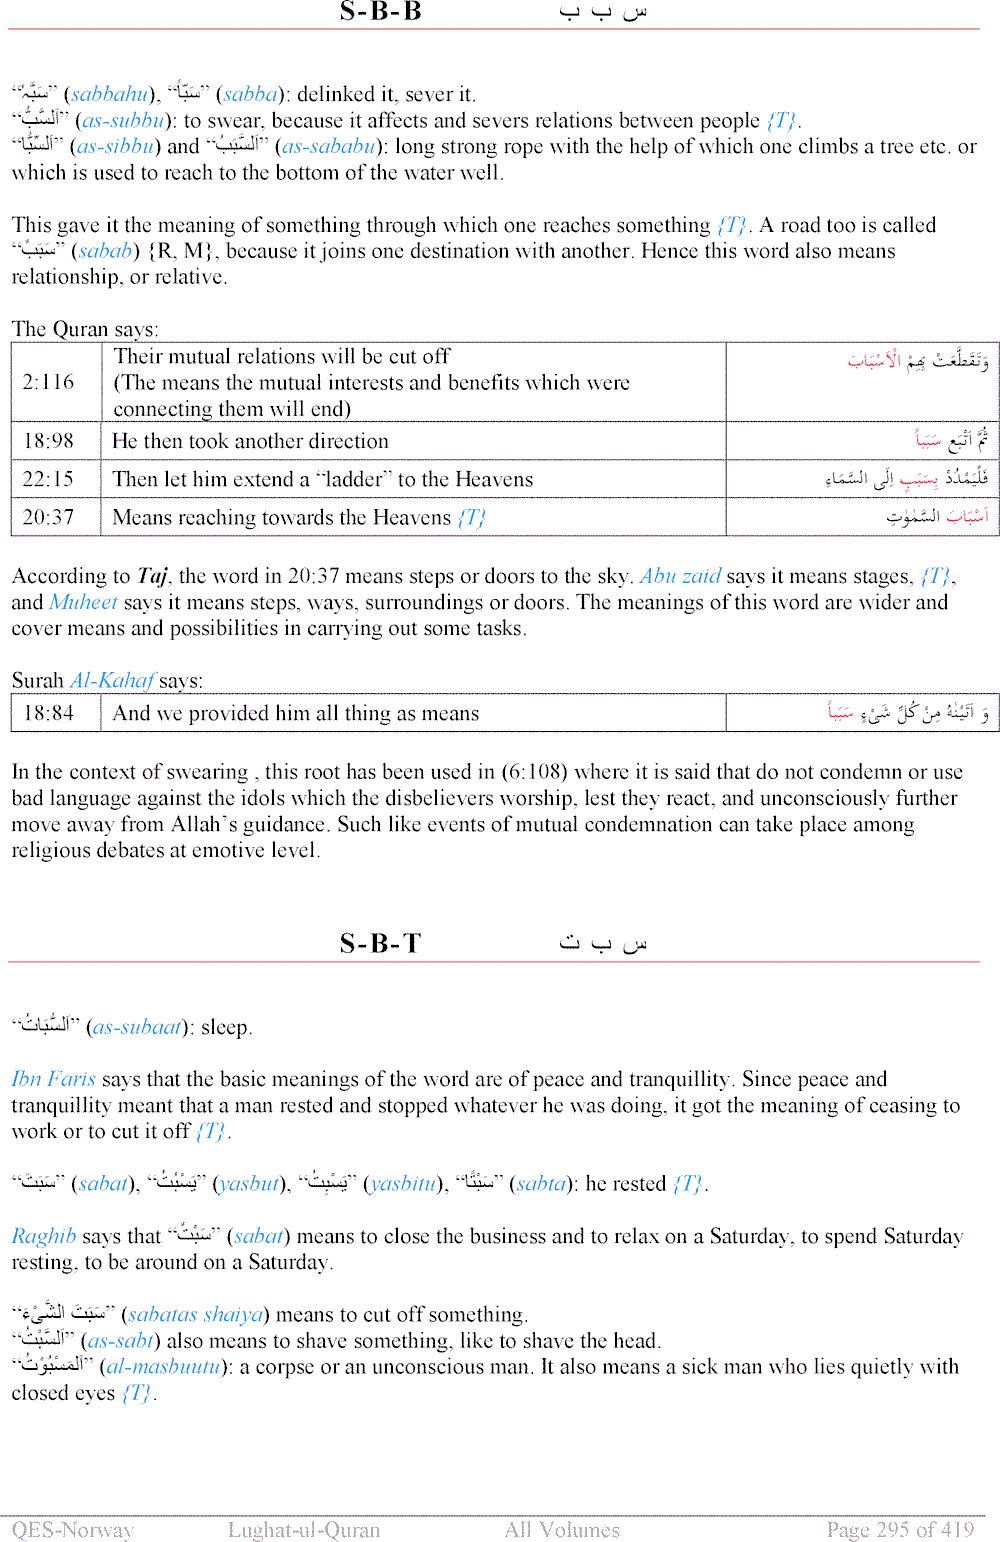 S-B-B س ب ب
“سَبَّہٗ” (sabbahu), “سَبّاً” (sabba): delinked it, sever it.
“اَلسَّبُّ” (as-subbu): to swear, because it affects and severs relations between people {T}.
“اَلسِّبُّ” (as-sibbu) and “اَلسَّبَبُ” (as-sababu): long strong rope with the help of which one climbs a tree etc. or
which is used to reach to the bottom of the water well.
This gave it the meaning of something through which one reaches something {T}. A road too is called
“سَبَبٌ” (sabab) {R, M}, because it joins one destination with another. Hence this word also means
relationship, or relative.
The Quran says:
2:116 Their mutual relations will be cut off وَتَقَطَّعَتْ بِهِمُ الْاَسْبَابَ
(The means the mutual interests and benefits which were
connecting them will end)
18:98 He then took another direction ثُمَّ اَتْبَع سَبَباً
22:15 Then let him extend a “ladder” to the Heavens فَلْيَمْدُدْ بِسَبَبٍ اِلَى السَّمَاءِ
20:37 Means reaching towards the Heavens {T} اَسْبَابَ السَّمٰوٰتِ
According to Taj, the word in 20:37 means steps or doors to the sky. Abu zaid says it means stages, {T},
and Muheet says it means steps, ways, surroundings or doors. The meanings of this word are wider and
cover means and possibilities in carrying out some tasks.
Surah Al-Kahaf says:
18:84 And we provided him all thing as means وَ اٰتَيْنٰهُ مِنْ كُلِّ شَىْءٍ سَبَباً
In the context of swearing , this root has been used in (6:108) where it is said that do not condemn or use
bad language against the idols which the disbelievers worship, lest they react, and unconsciously further
move away from Allah’s guidance. Such like events of mutual condemnation can take place among
religious debates at emotive level.
S-B-T س ب ت
“اَلسُّبَاتُ” (as-subaat): sleep.
Ibn Faris says that the basic meanings of the word are of peace and tranquillity. Since peace and
tranquillity meant that a man rested and stopped whatever he was doing, it got the meaning of ceasing to
work or to cut it off {T}.
“سَبَتَ” (sabat), “يَسْبُتُ” (yasbut), “يَسْبِتُ” (yasbitu), “سَبْتًا” (sabta): he rested {T}.
Raghib says that “سَبْتٌ” (sabat) means to close the business and to relax on a Saturday, to spend Saturday
resting, to be around on a Saturday.
“سَبَتَ الشَّىْءَ” (sabatas shaiya) means to cut off something.
“اَلسَّبْتُ” (as-sabt) also means to shave something, like to shave the head.
“اَلْمَسْبُوْتُ” (al-masbuutu): a corpse or an unconscious man. It also means a sick man who lies quietly with
closed eyes {T}.
QES-Norway Lughat-ul-Quran All Volumes Page 295 of 419